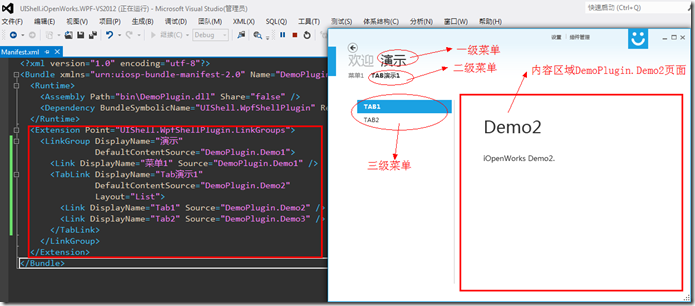 UIShell.iOpenWorks.WPF-VS2012 (正在运行) - Microsoft Visual Studio(管理员)
快速启动 (Ctrl+Q)
文件(F) 编辑(E) 视图(V) 项目(P) 生成(B) 调试(D) 团队(M) XML(X) SQL(Q) 工具(T) 测试(S) 体系结构(C) 分析(N) 窗口(W) 帮助(H)
继续(C) Debug
Manifest.xml
<?xml version="1.0" encoding="utf-8"?>
<Bundle xmlns="urn:uiosp-bundle-manifest-2.0" Name="DemoPlugin
<Runtime>
<Assembly Path="bin\DemoPlugin.dll" Share="false" />
<Dependency BundleSymbolicName="UIShell.WpfShellPlugin" Re
</Runtime>
<Extension Point="UIShell.WpfShellPlugin.LinkGroups">
<LinkGroup DisplayName="演示"
DefaultContentSource="DemoPlugin.Demo1">
<Link DisplayName="菜单1" Source="DemoPlugin.Demo1" />
<TabLink DisplayName="Tab演示1"
DefaultContentSource="DemoPlugin.Demo2"
Layout="List">
<Link DisplayName="Tab1" Source="DemoPlugin.Demo2" />
<Link DisplayName="Tab2" Source="DemoPlugin.Demo3" />
</TabLink>
</LinkGroup>
</Extension>
</Bundle>
设置 | 组件管理
欢迎 演示
一级菜单
菜单1 TAB演示1
二级菜单
内容区域DemoPlugin.Demo2页面
TAB1
TAB2
三级菜单
Demo2
iOpenWorks Demo2.